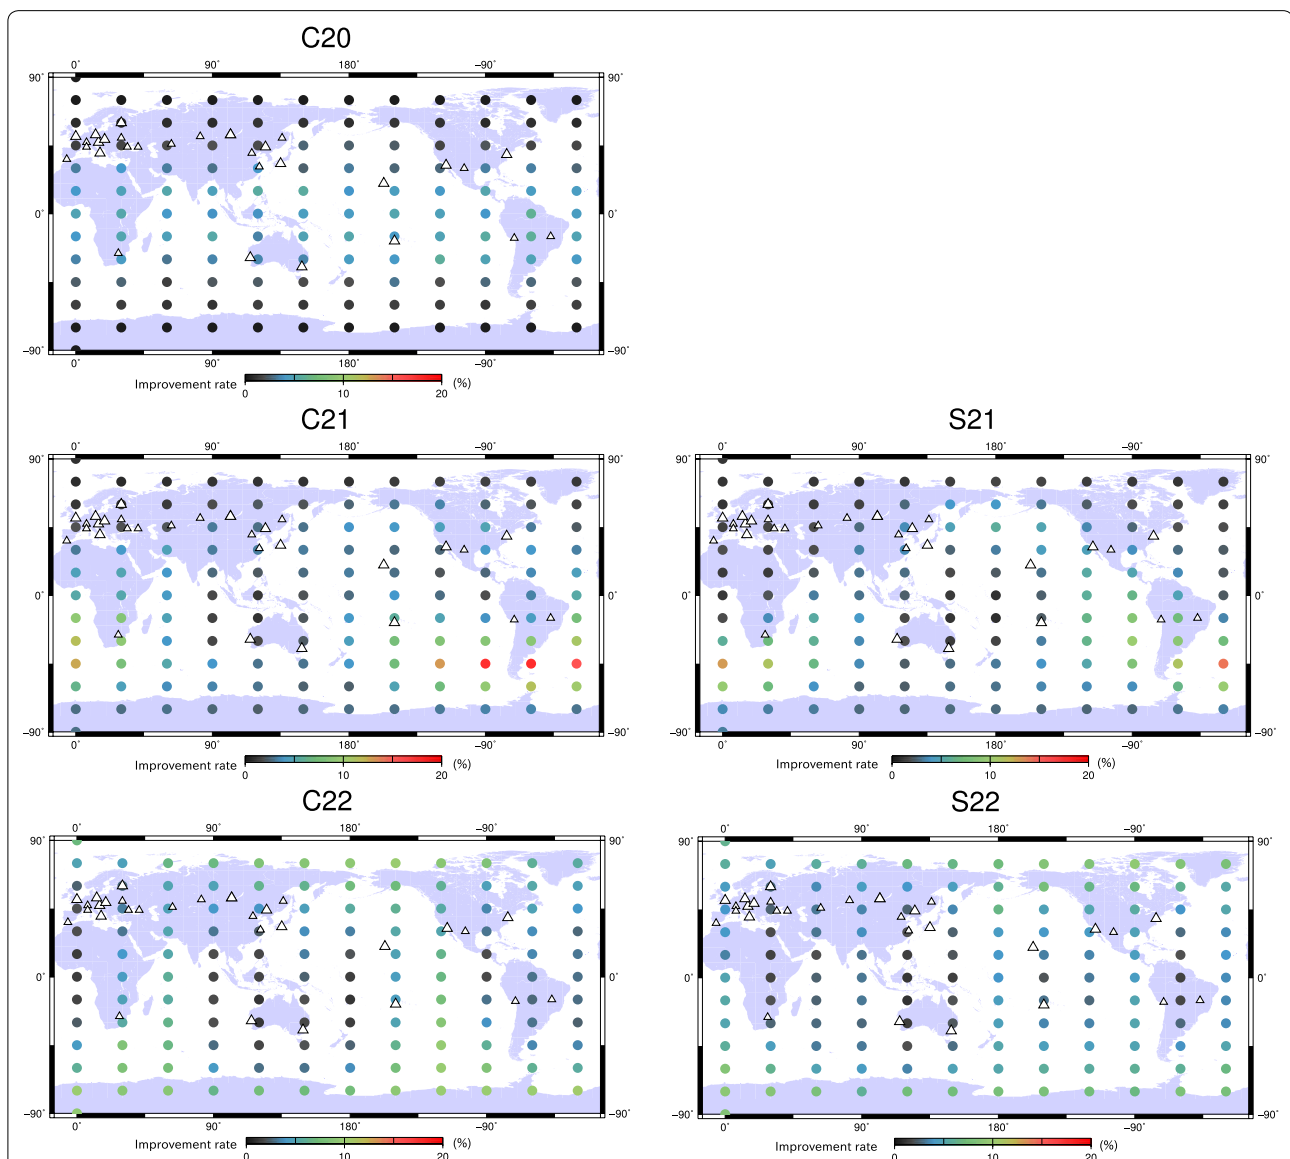 C20
0° 90° 180° −90°
90° 90°
0° 0°
−90° −90°
0° 90° 180° −90°
Improvement rate (%)
0 10 20
C21 S21
0° 90° 180° −90° 0° 90° 180° −90°
90° 90° 90° 90°
0° 0° 0° 0°
−90° −90° −90° −90°
0° 90° 180° −90° 0° 90° 180° −90°
Improvement rate (%) Improvement rate (%)
0 10 20 0 10 20
C22 S22
0° 90° 180° −90° 0° 90° 180° −90°
90° 90° 90° 90°
0° 0° 0° 0°
−90° −90° −90° −90°
0° 90° 180° −90° 0° 90° 180° −90°
Improvement rate (%) Improvement rate (%)
0 10 20 0 10 20